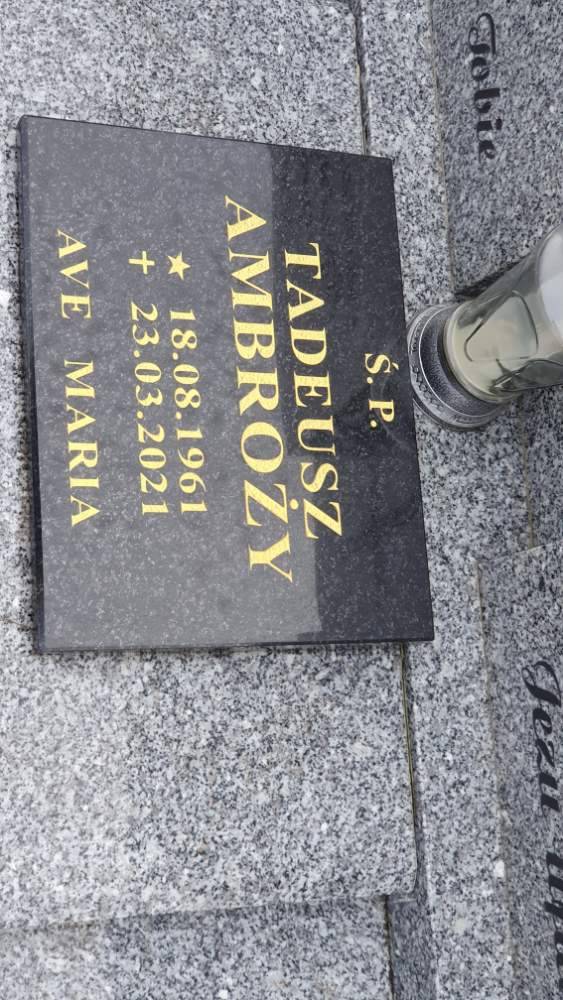 Ś. P.
TADEUSZ
AMBROŻY
★ 18.08.1961
+ 23.03.2021
AVE MARIA
Tobie
Jezu